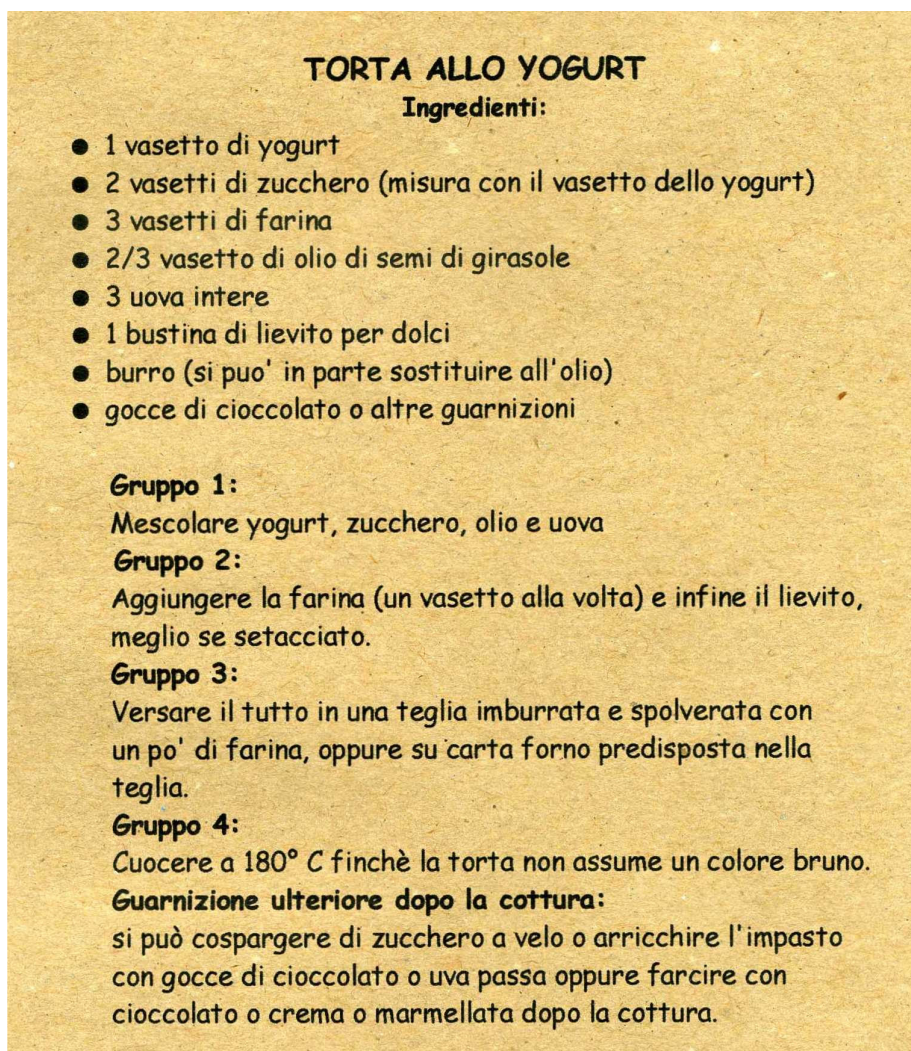 TORTA ALLO YOGURT
Ingredienti:
● 1 vasetto di yogurt
● 2 vasetti di zucchero (misura con il vasetto dello yogurt)
● 3 vasetti di farina
● 2/3 vasetto di olio di semi di girasole
● 3 uova intere
● 1 bustina di lievito per dolci
● burro (si puo' in parte sostituire all'olio)
● gocce di cioccolato o altre guarnizioni
Gruppo 1:
Mescolare yogurt, zucchero, olio e uova
Gruppo 2:
Aggiungere la farina (un vasetto alla volta) e infine il lievito,
meglio se setacciato.
Gruppo 3:
Versare il tutto in una teglia imburrata e spolverata con
un po' di farina, oppure su carta forno predisposta nella
teglia.
Gruppo 4:
Cuocere a 180° C finchè la torta non assume un colore bruno.
Guarnizione ulteriore dopo la cottura:
si può cospargere di zucchero a velo o arricchire l'impasto
con gocce di cioccolato o uva passa oppure farcire con
cioccolato o crema o marmellata dopo la cottura.